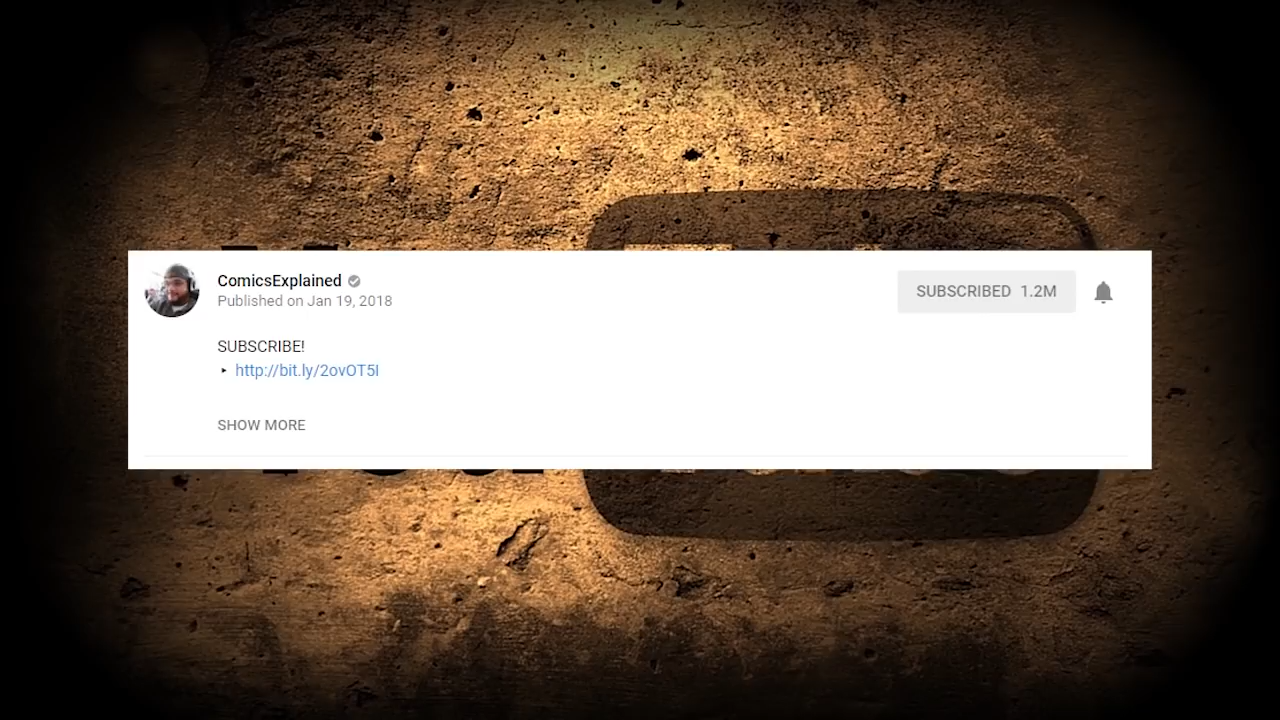 ComicsExplained
Published on Jan 19, 2018
SUBSCRIBED 1.2M
SUBSCRIBE!
‣ http://bit.ly/2ovOT5I
SHOW MORE